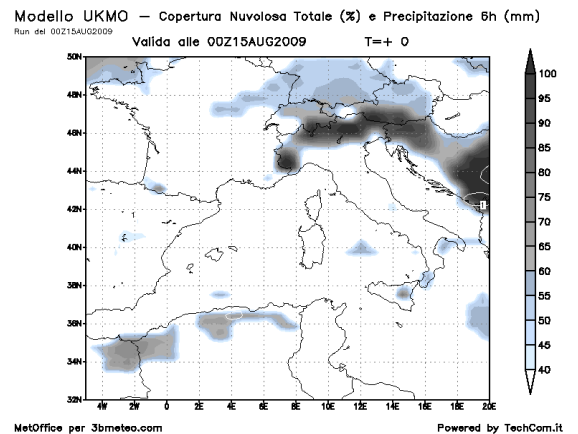 Modello UKMO – Copertura Nuvolosa Totale (%) e Precipitazione 6h (mm)
Run del 00Z15AUG2009
Valida alle 00Z15AUG2009 T=+ 0
50N
48N
46N
44N
42N
40N
38N
36N
34N
32N
4W 2W 0 2E 4E 6E 8E 10E 12E 14E 16E 18E 20E
100
95
90
85
80
75
70
65
60
55
50
45
40
1
MetOffice per 3bmeteo.com Powered by TechCom.it